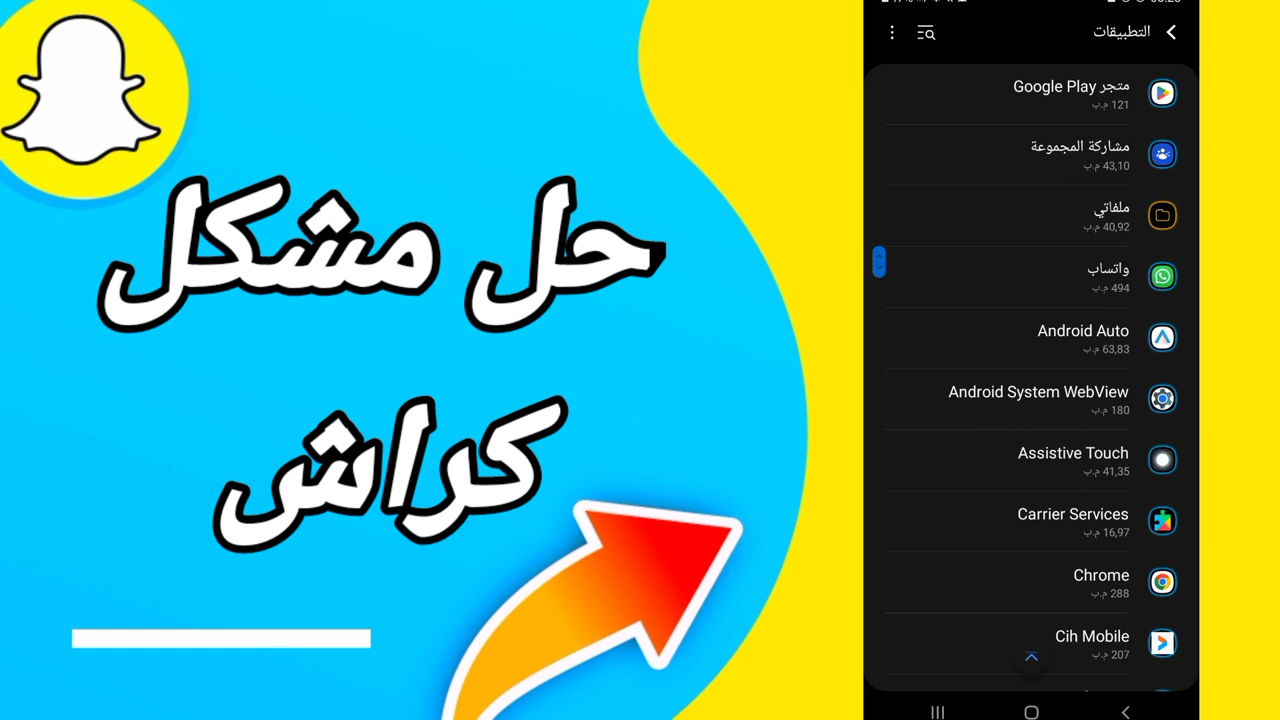 حل مشكل
كراش
التطبيقات
متجر Google Play
121 م.ب
مشاركة المجموعة
43,10 م.ب
ملفاتي
40,92 م.ب
واتساب
494 م.ب
Android Auto
63,83 م.ب
Android System WebView
180 م.ب
Assistive Touch
41,35 م.ب
Carrier Services
16,97 م.ب
Chrome
288 م.ب
Cih Mobile
207 م.ب